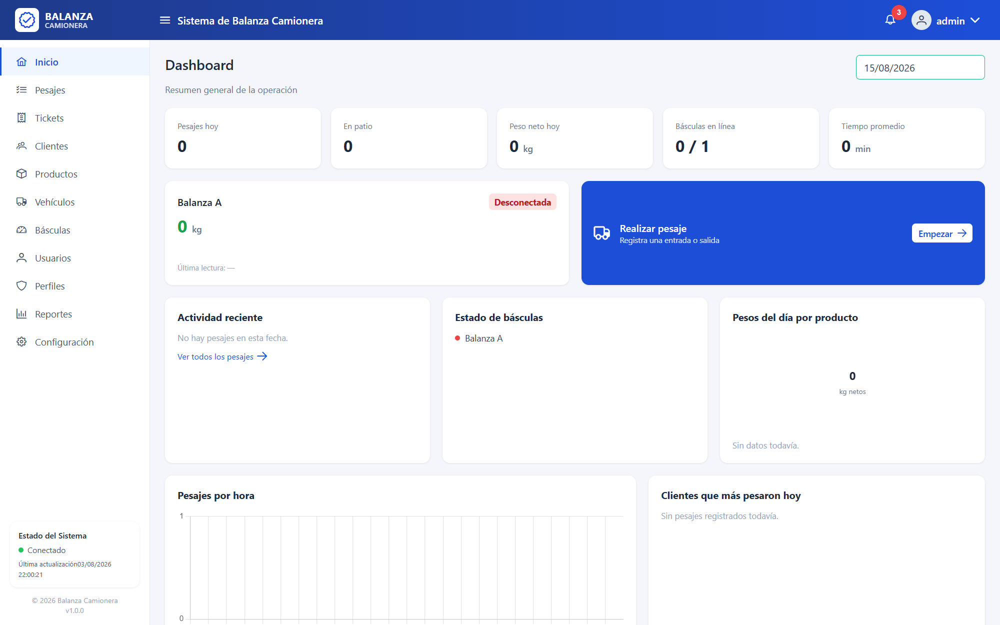 BALANZA
CAMIONERA
Sistema de Balanza Camionera
3
admin
Inicio
Pesajes
Tickets
Clientes
Productos
Vehículos
Básculas
Usuarios
Perfiles
Reportes
Configuración
Estado del Sistema
Conectado
Última actualización03/08/2026
22:00:21
© 2026 Balanza Camionera
v1.0.0
Dashboard
15/08/2026
Resumen general de la operación
Pesajes hoy
0
En patio
0
Peso neto hoy
0 kg
Básculas en línea
0 / 1
Tiempo promedio
0 min
Balanza A
Desconectada
0 kg
Última lectura: —
Realizar pesaje
Registra una entrada o salida
Empezar
Actividad reciente
No hay pesajes en esta fecha.
Ver todos los pesajes
Estado de básculas
Balanza A
Pesos del día por producto
0
kg netos
Sin datos todavía.
Pesajes por hora
1
0
Clientes que más pesaron hoy
Sin pesajes registrados todavía.